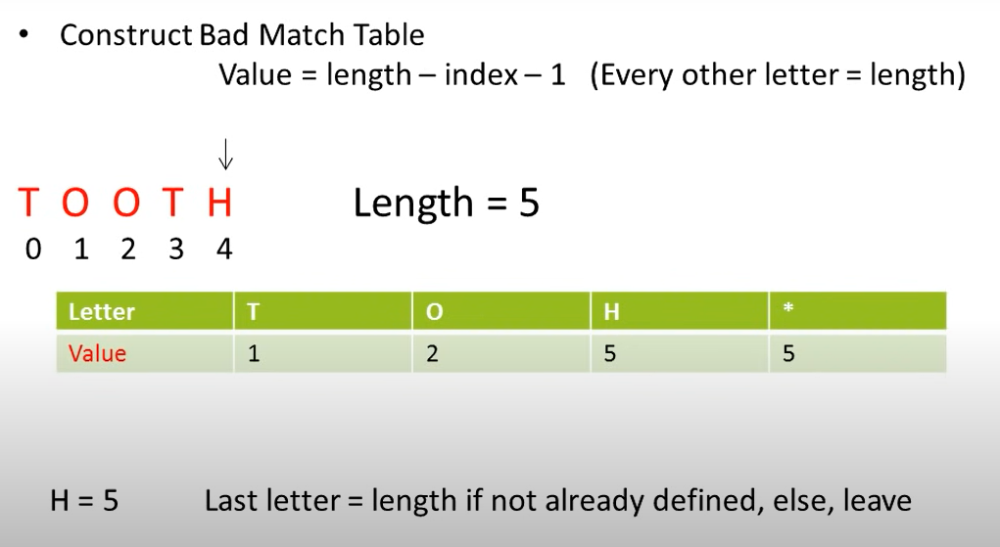 • Construct Bad Match Table
Value = length – index – 1 (Every other letter = length)
T O O T H
Length = 5
0 1 2 3 4
Letter T O H *
Value 1 2 5 5
H = 5 Last letter = length if not already defined, else, leave